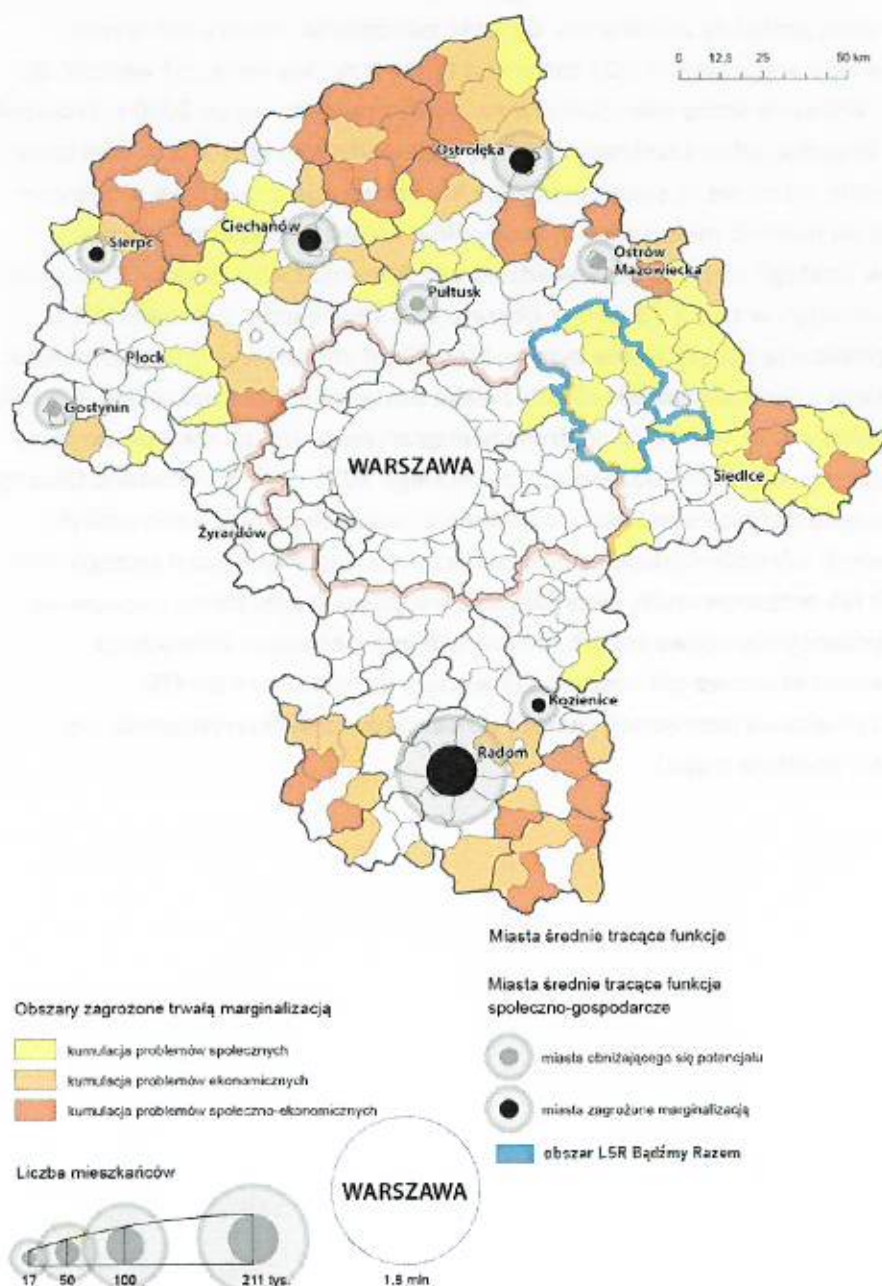 0 12,5 25 50 km
Ostrołęka
Ciechanów
Sierpc
Ostrów
Mazowiecka
Pułtusk
Płock
Gostynin
WARSZAWA
Siedlce
Żyrardów
Kozienice
Radom
Miasta średnie tracące funkcje
Miasta średnie tracące funkcje
społeczno-gospodarcze
miasta obniżającego się potencjału
miasta zagrożone marginalizacją
obszar LSR Bądźmy Razem
Obszary zagrożone trwałą marginalizacją
kumulacja problemów społecznych
kumulacja problemów ekonomicznych
kumulacja problemów społeczno-ekonomicznych
Liczba mieszkańców
17 50 100 211 tys.
WARSZAWA
1,8 mln